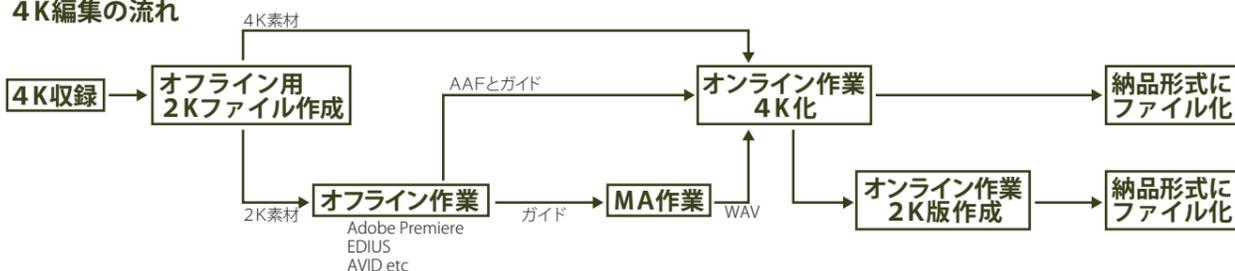 4K編集の流れ
4K素材
4K収録
オフライン用
2Kファイル作成
AAFとガイド
オンライン作業
4K化
納品形式に
ファイル化
2K素材
オフライン作業
Adobe Premiere
EDIUS
AVID etc
ガイド
MA作業
WAV
オンライン作業
2K版作成
納品形式に
ファイル化